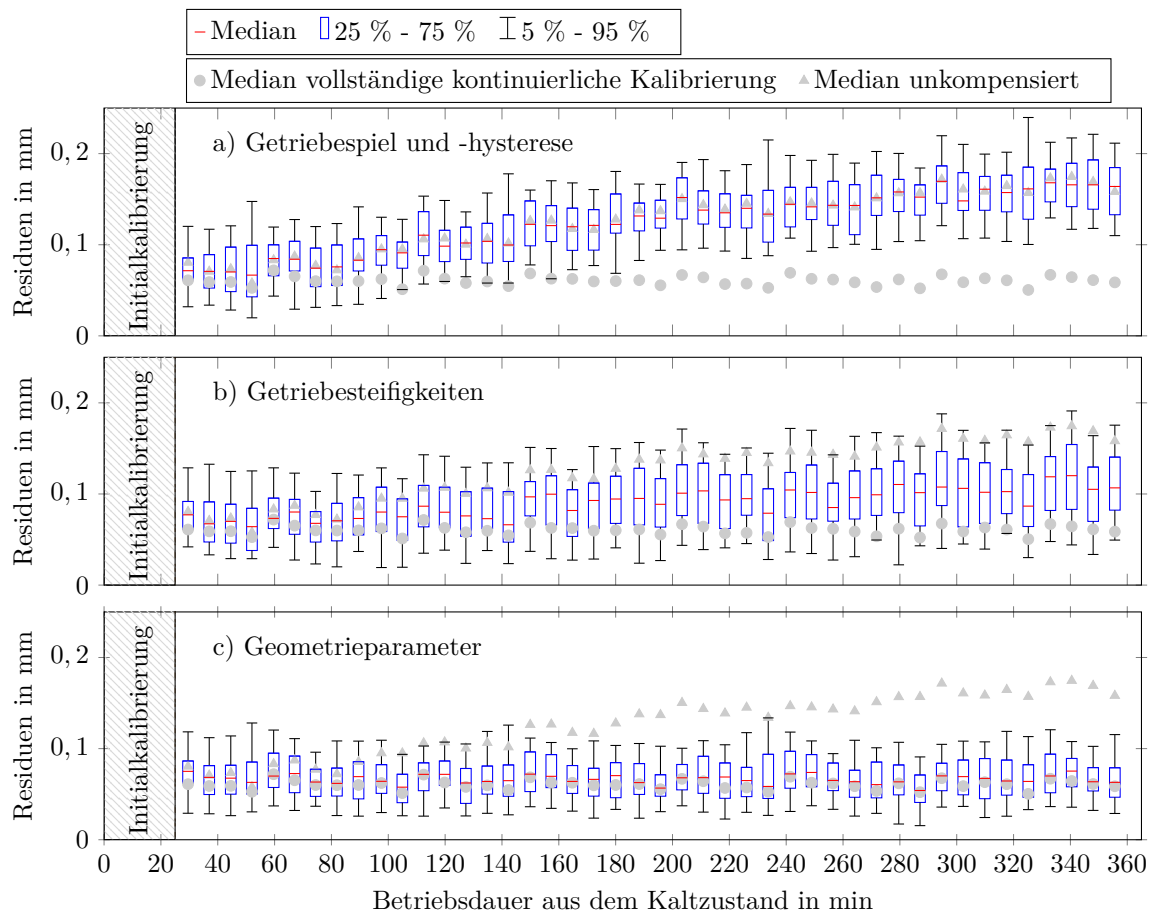 Median 25 % - 75 % 5 % - 95 %
Median vollständige kontinuierliche Kalibrierung Median unkompensiert
a) Getriebespiel und -hysterese
Initialkalibrierung
Residuen in mm
0,2
0,1
0
b) Getriebesteifigkeiten
Initialkalibrierung
Residuen in mm
0,2
0,1
0
c) Geometrieparameter
Initialkalibrierung
Residuen in mm
0,2
0,1
0
0 20 40 60 80 100 120 140 160 180 200 220 240 260 280 300 320 340 360
Betriebsdauer aus dem Kaltzustand in min